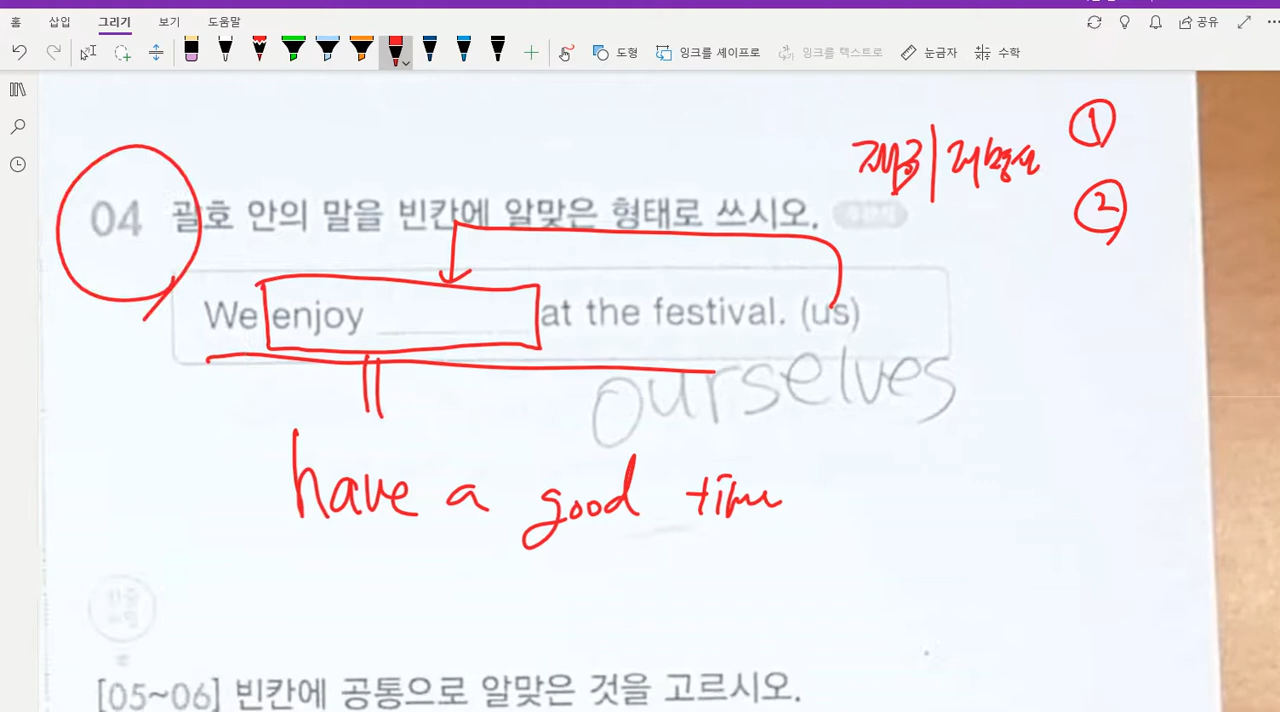 홈 삽입 그리기 보기 도움말
공유
도형 잉크를 셰이프로 잉크를 텍스트로 눈금자 수학
① 
재귀 | 재명사
②
04 괄호 안의 말을 빈칸에 알맞은 형태로 쓰시오.
We enjoy ________ at the festival. (us)
ourselves
have a good time
[05~06] 빈칸에 공통으로 알맞은 것을 고르시오.